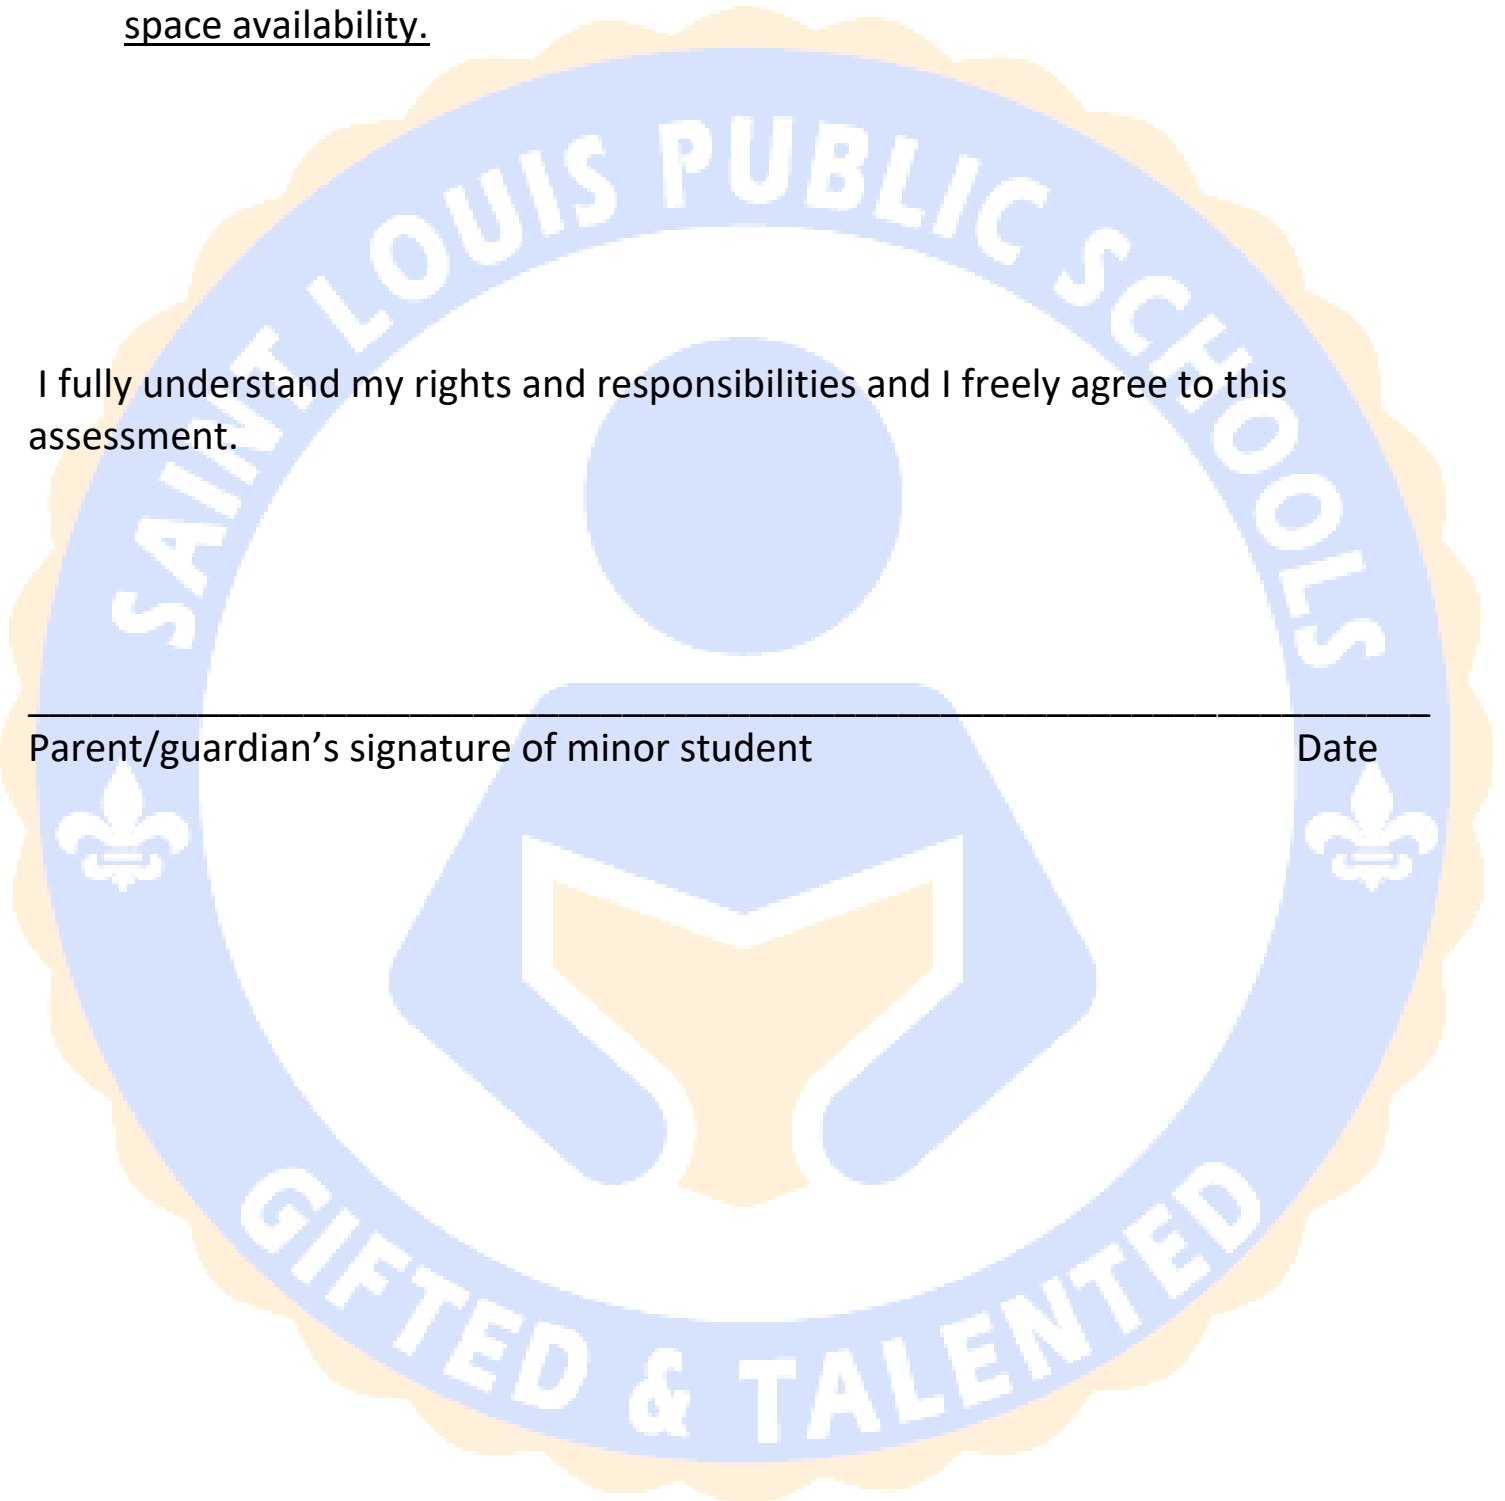 space availability.
SAINT LOUIS PUBLIC SCHOOLS
I fully understand my rights and responsibilities and I freely agree to this
assessment.
______________________________________________________________________
Parent/guardian’s signature of minor student Date
GIFTED & TALENTED